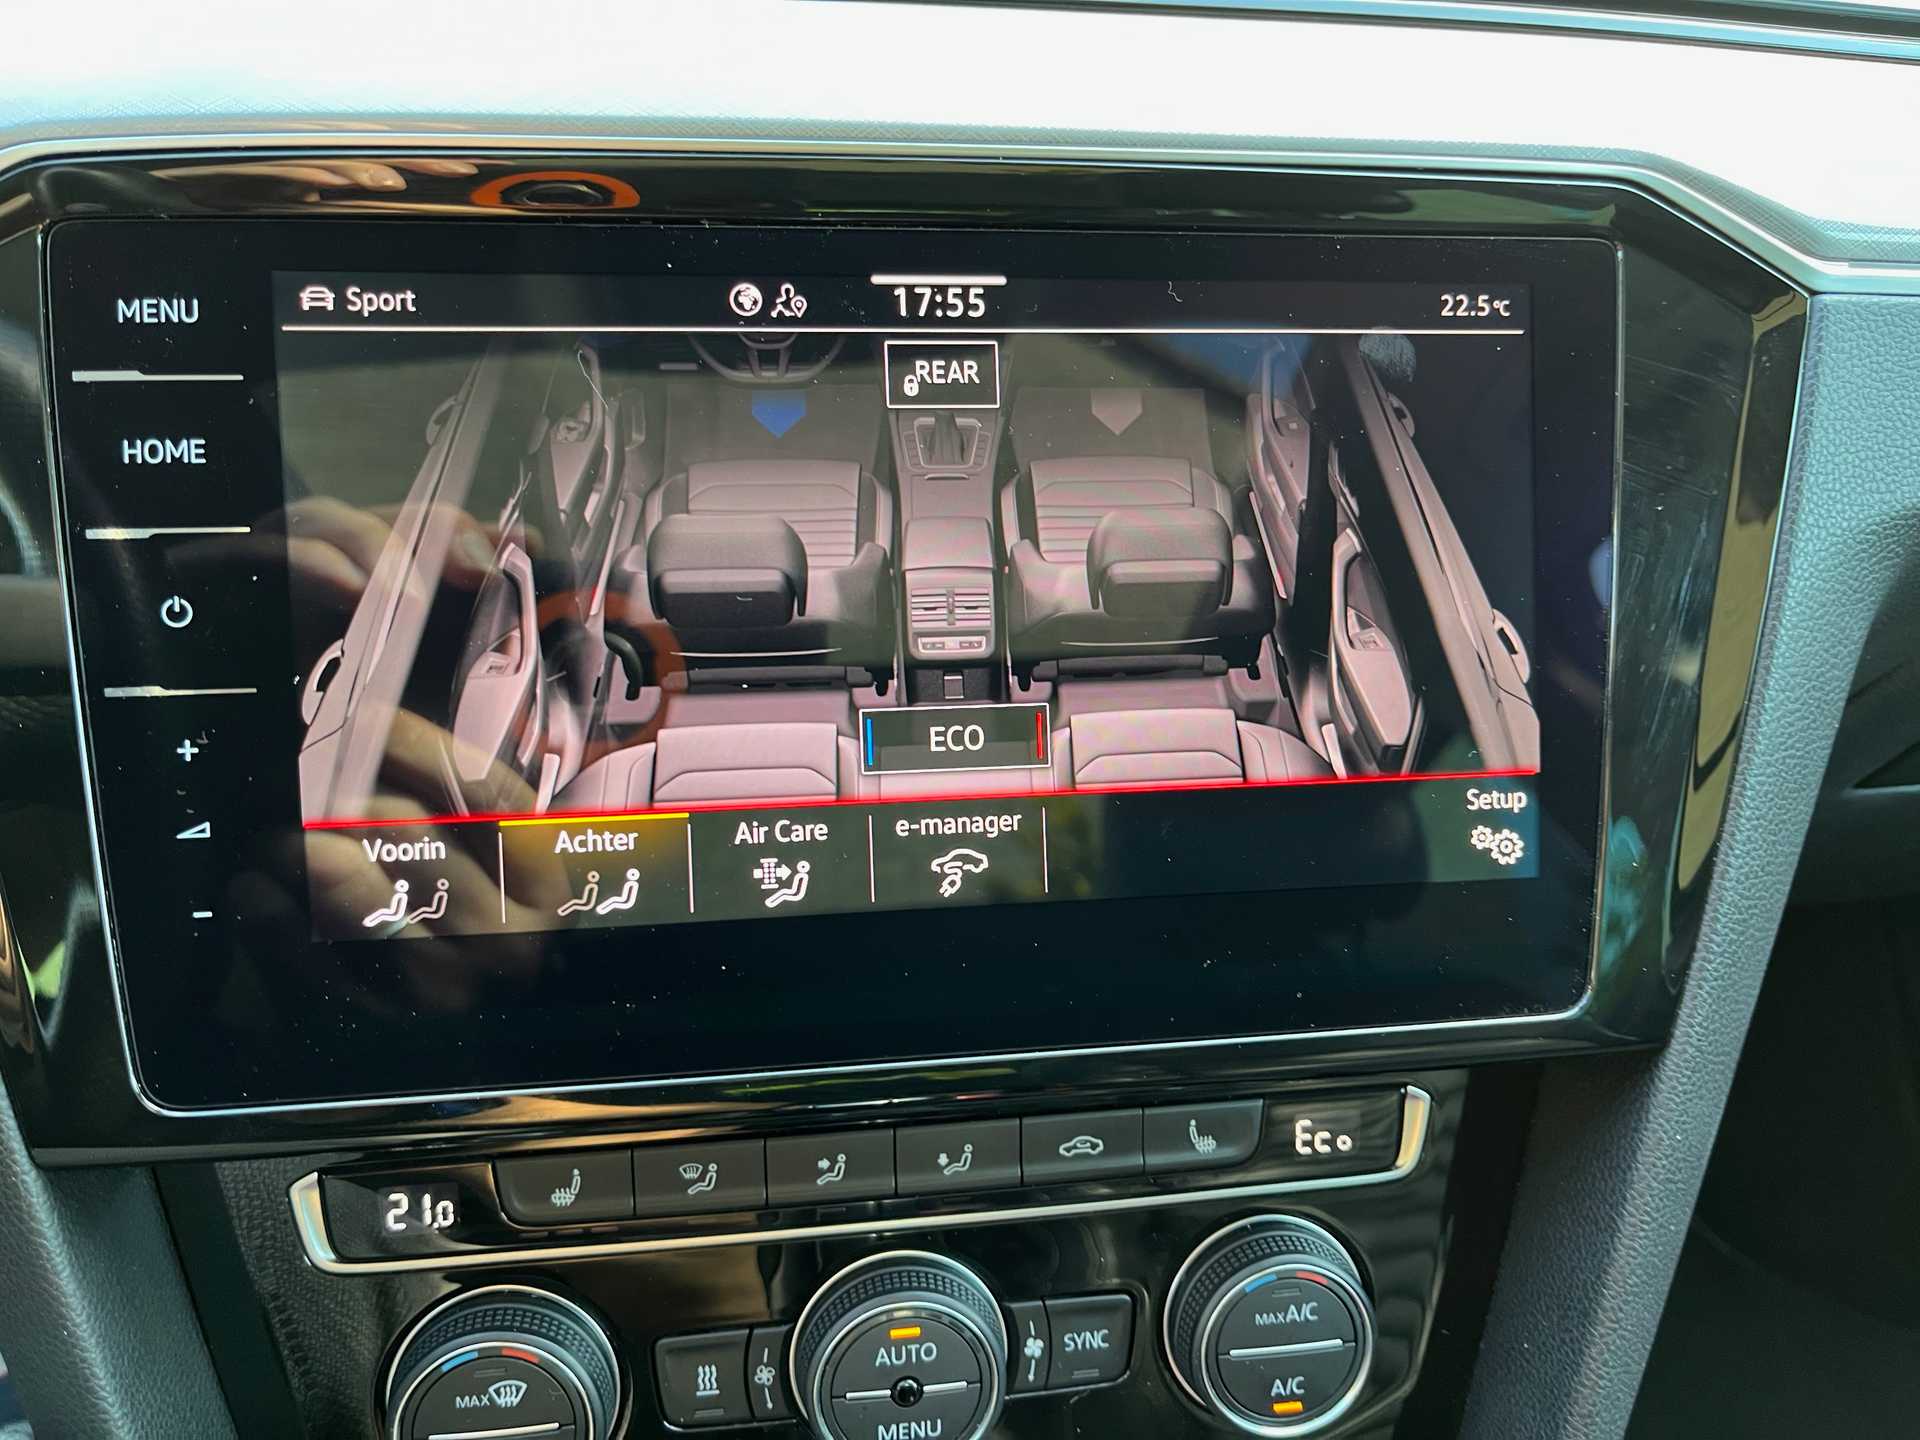 MENU
HOME
Sport
17:55
22.5°C
REAR
ECO
Voorin
Achter
Air Care
e-manager
Setup
21.0
Eco
MAX
AUTO
MENU
SYNC
MAX A/C
A/C